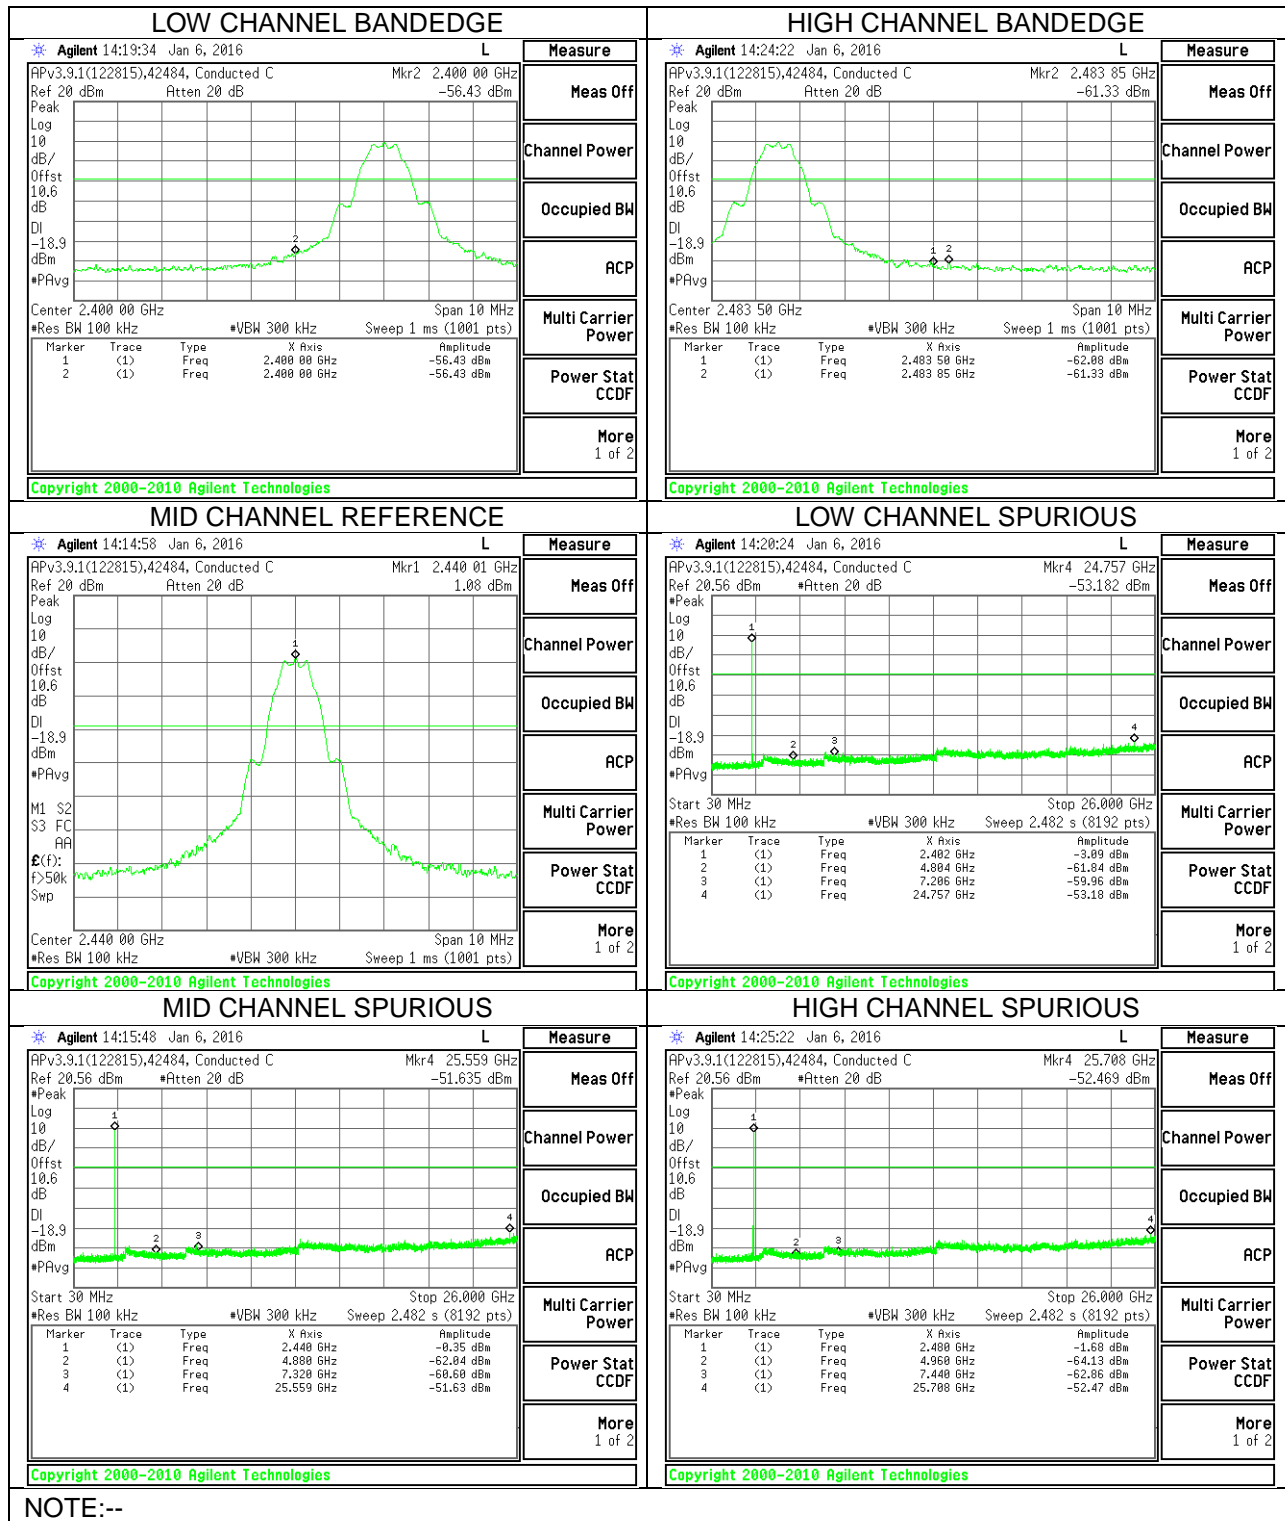 LOW CHANNEL BANDEDGE
Agilent 14:19:34 Jan 6, 2016 L Measure
APv3.9.1(122815),42484, Conducted C Mkr2 2.400 00 GHz
Ref 20 dBm Atten 20 dB -56.43 dBm
Peak
Log
10
dB/
Offst
10.6
dB
DI
-18.9
dBm
#PAvg
2
Center 2.400 00 GHz Span 10 MHz
#Res BW 100 kHz #VBW 300 kHz Sweep 1 ms (1001 pts)
Marker Trace Type X Axis Amplitude
1 (1) Freq 2.400 00 GHz -56.43 dBm
2 (1) Freq 2.400 00 GHz -56.43 dBm
Meas Off
Channel Power
Occupied BW
ACP
Multi Carrier
Power
Power Stat
CCDF
More
1 of 2
Copyright 2000-2010 Agilent Technologies
HIGH CHANNEL BANDEDGE
Agilent 14:24:22 Jan 6, 2016 L Measure
APv3.9.1(122815),42484, Conducted C Mkr2 2.483 85 GHz
Ref 20 dBm Atten 20 dB -61.33 dBm
Peak
Log
10
dB/
Offst
10.6
dB
DI
-18.9
dBm
#PAvg
1 2
Center 2.483 50 GHz Span 10 MHz
#Res BW 100 kHz #VBW 300 kHz Sweep 1 ms (1001 pts)
Marker Trace Type X Axis Amplitude
1 (1) Freq 2.483 50 GHz -62.08 dBm
2 (1) Freq 2.483 85 GHz -61.33 dBm
Meas Off
Channel Power
Occupied BW
ACP
Multi Carrier
Power
Power Stat
CCDF
More
1 of 2
Copyright 2000-2010 Agilent Technologies
MID CHANNEL REFERENCE
Agilent 14:14:58 Jan 6, 2016 L Measure
APv3.9.1(122815),42484, Conducted C Mkr1 2.440 01 GHz
Ref 20 dBm Atten 20 dB 1.08 dBm
Peak
Log
10
dB/
Offst
10.6
dB
DI
-18.9
dBm
#PAvg
1
M1 S2
S3 FC
AA
£(f):
f>50k
Swp
Center 2.440 00 GHz Span 10 MHz
#Res BW 100 kHz #VBW 300 kHz Sweep 1 ms (1001 pts)
Meas Off
Channel Power
Occupied BW
ACP
Multi Carrier
Power
Power Stat
CCDF
More
1 of 2
Copyright 2000-2010 Agilent Technologies
LOW CHANNEL SPURIOUS
Agilent 14:20:24 Jan 6, 2016 L Measure
APv3.9.1(122815),42484, Conducted C Mkr4 24.757 GHz
Ref 20.56 dBm #Atten 20 dB -53.182 dBm
#Peak
Log
10
dB/
Offst
10.6
dB
DI
-18.9
dBm
#PAvg
1 2 3 4
Start 30 MHz Stop 26.000 GHz
#Res BW 100 kHz #VBW 300 kHz Sweep 2.482 s (8192 pts)
Marker Trace Type X Axis Amplitude
1 (1) Freq 2.402 GHz -3.09 dBm
2 (1) Freq 4.804 GHz -61.84 dBm
3 (1) Freq 7.206 GHz -59.96 dBm
4 (1) Freq 24.757 GHz -53.18 dBm
Meas Off
Channel Power
Occupied BW
ACP
Multi Carrier
Power
Power Stat
CCDF
More
1 of 2
Copyright 2000-2010 Agilent Technologies
MID CHANNEL SPURIOUS
Agilent 14:15:48 Jan 6, 2016 L Measure
APv3.9.1(122815),42484, Conducted C Mkr4 25.559 GHz
Ref 20.56 dBm #Atten 20 dB -51.635 dBm
#Peak
Log
10
dB/
Offst
10.6
dB
DI
-18.9
dBm
#PAvg
1 2 3 4
Start 30 MHz Stop 26.000 GHz
#Res BW 100 kHz #VBW 300 kHz Sweep 2.482 s (8192 pts)
Marker Trace Type X Axis Amplitude
1 (1) Freq 2.440 GHz -0.35 dBm
2 (1) Freq 4.880 GHz -62.04 dBm
3 (1) Freq 7.320 GHz -60.60 dBm
4 (1) Freq 25.559 GHz -51.63 dBm
Meas Off
Channel Power
Occupied BW
ACP
Multi Carrier
Power
Power Stat
CCDF
More
1 of 2
Copyright 2000-2010 Agilent Technologies
HIGH CHANNEL SPURIOUS
Agilent 14:25:22 Jan 6, 2016 L Measure
APv3.9.1(122815),42484, Conducted C Mkr4 25.708 GHz
Ref 20.56 dBm #Atten 20 dB -52.469 dBm
#Peak
Log
10
dB/
Offst
10.6
dB
DI
-18.9
dBm
#PAvg
1 2 3 4
Start 30 MHz Stop 26.000 GHz
#Res BW 100 kHz #VBW 300 kHz Sweep 2.482 s (8192 pts)
Marker Trace Type X Axis Amplitude
1 (1) Freq 2.480 GHz -1.68 dBm
2 (1) Freq 4.960 GHz -64.13 dBm
3 (1) Freq 7.440 GHz -62.86 dBm
4 (1) Freq 25.708 GHz -52.47 dBm
Meas Off
Channel Power
Occupied BW
ACP
Multi Carrier
Power
Power Stat
CCDF
More
1 of 2
Copyright 2000-2010 Agilent Technologies
NOTE:--